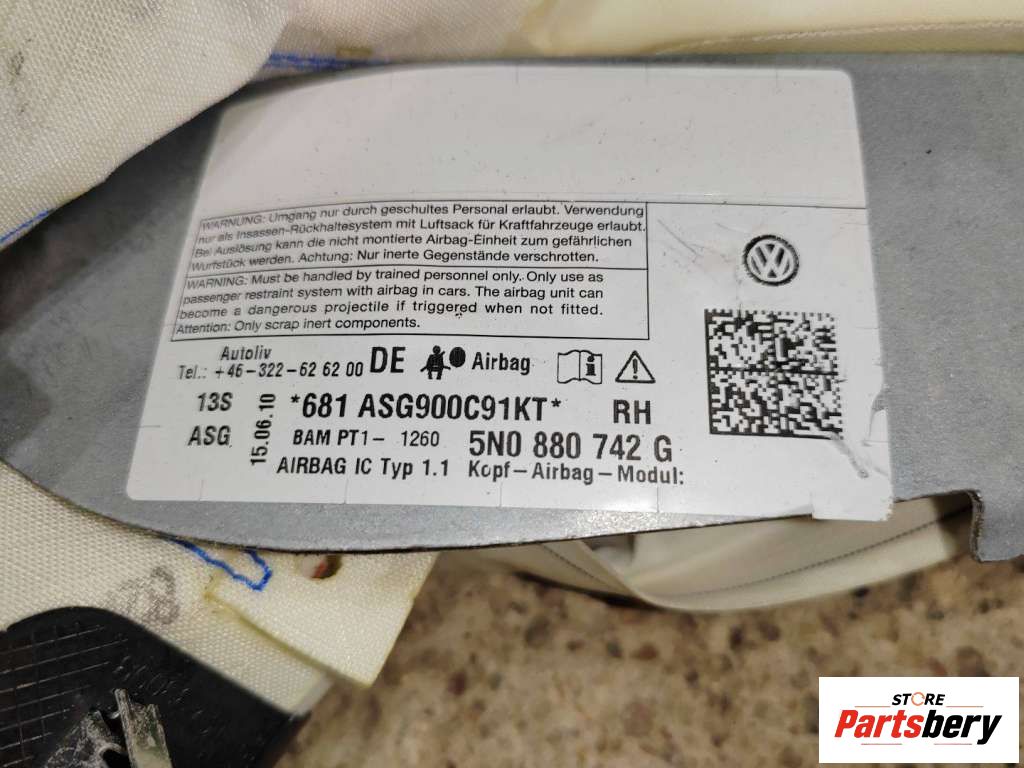 WARNUNG: Umgang nur durch geschultes Personal erlaubt. Verwendung
nur als Insassen-Rückhaltesystem mit Luftsack für Kraftfahrzeuge erlaubt.
Bei Auslösung kann die nicht montierte Airbag-Einheit zum gefährlichen
Wurfstück werden. Achtung: Nur inerte Gegenstände verschrotten.
WARNING: Must be handled by trained personnel only. Only use as
passenger restraint system with airbag in cars. The airbag unit can
become a dangerous projectile if triggered when not fitted.
Attention: Only scrap inert components.
Autoliv
Tel.: +46-322-626200 DE Airbag
13S
ASG
15.06.10
*681 ASG900C91KT* RH
BAM PT1- 1260 5N0 880 742 G
AIRBAG IC Typ 1.1 Kopf-Airbag-Modul:
STORE
Partsbery